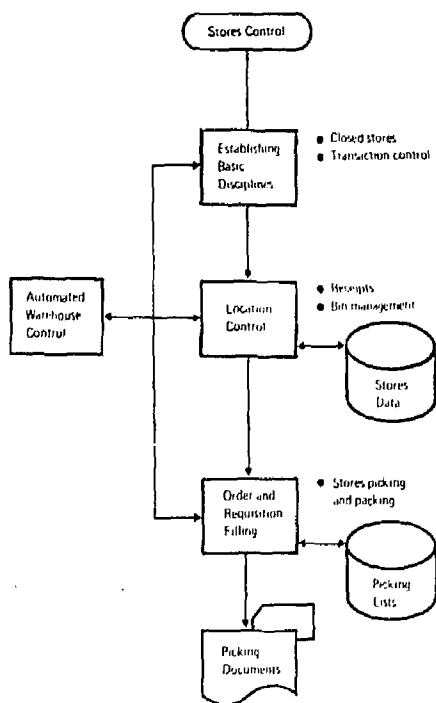 Stores Control
Establishing
Basic
Disciplines
• Closed stores
• Transaction control
Automated
Warehouse
Control
Location
Control
• Receipts
• Bin management
Stores
Data
Order and
Requisition
Filling
• Stores picking
and packing
Picking
Lists
Picking
Documents